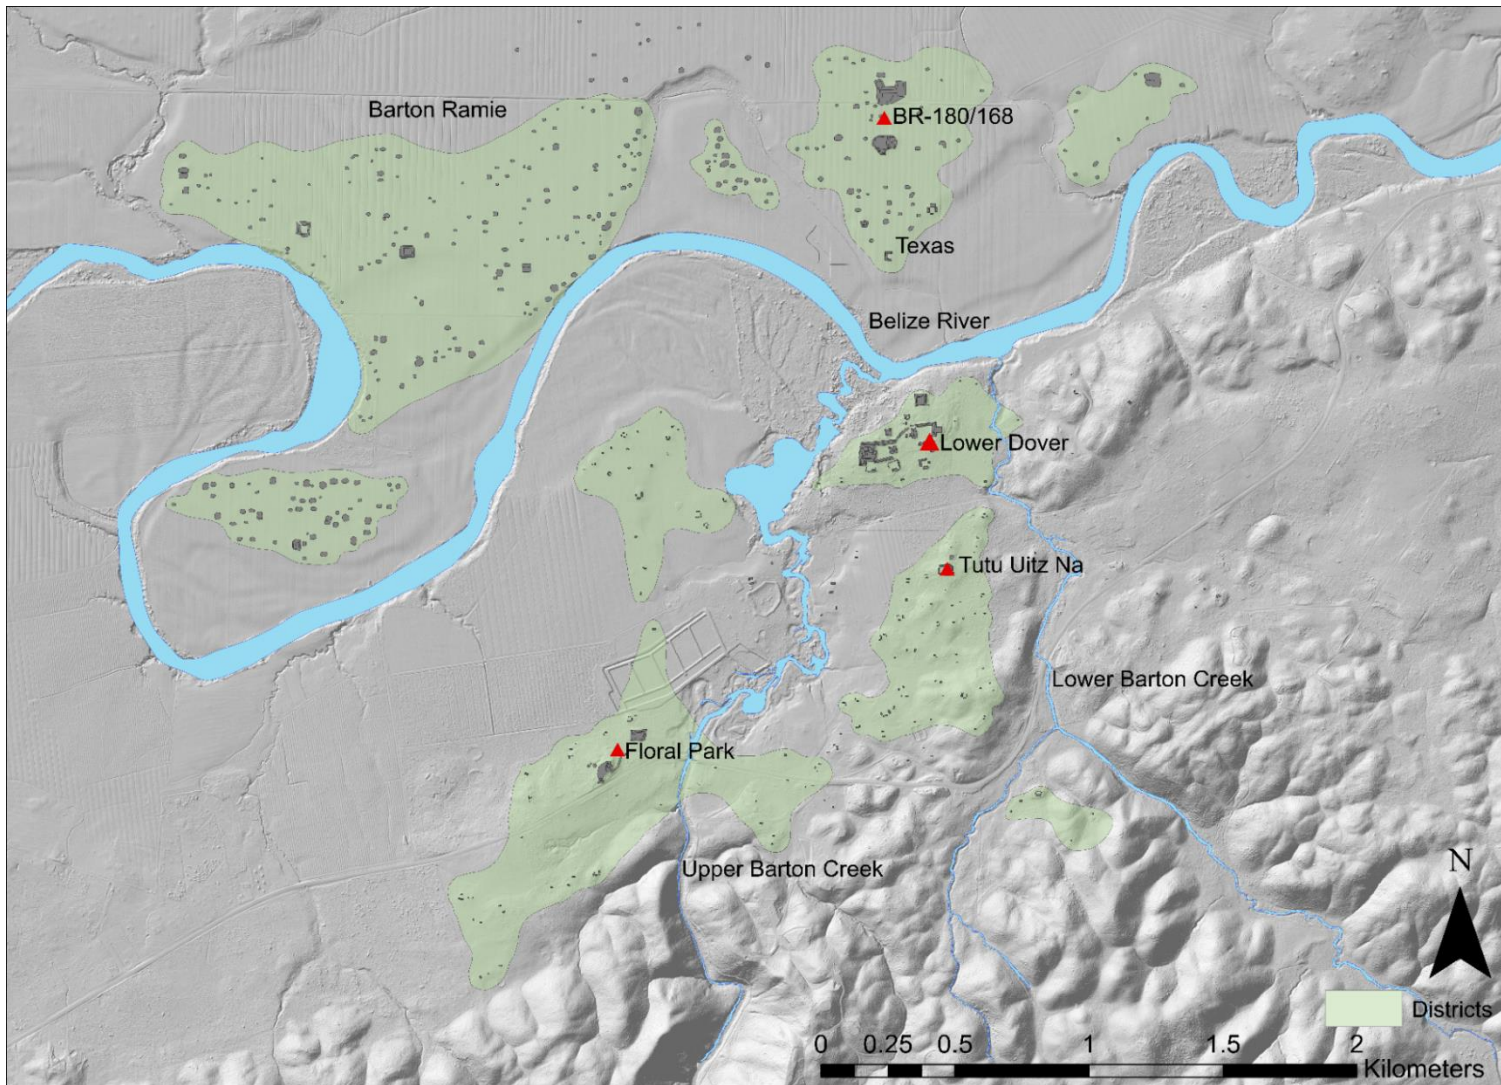 Barton Ramie
BR-180/168
Texas
Belize River
Lower Dover
Tutu Uitz Na
Lower Barton Creek
Floral Park
Upper Barton Creek
N
Districts
0 0.25 0.5 1 1.5 2
Kilometers